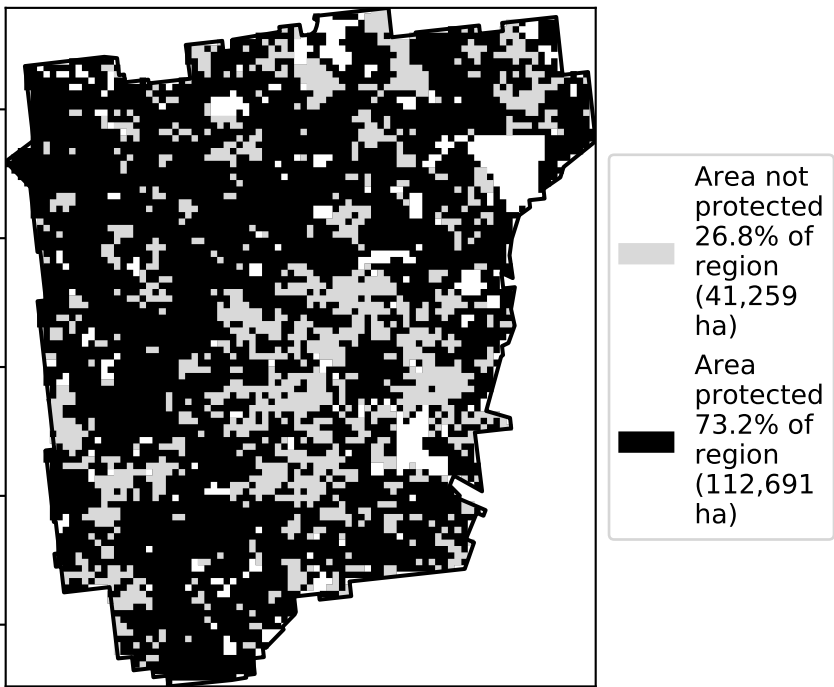 Area not
protected
26.8% of
region
(41,259
ha)
Area
protected
73.2% of
region
(112,691
ha)